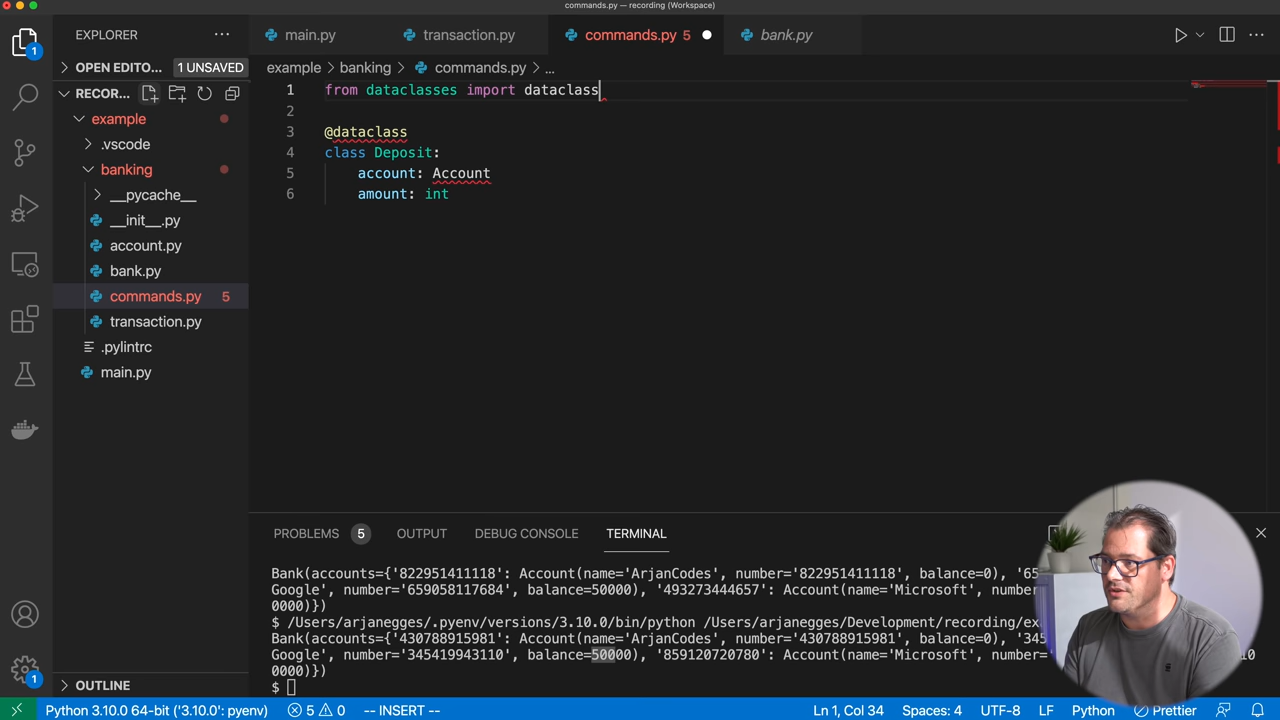 commands.py — recording (Workspace)
EXPLORER
main.py
transaction.py
commands.py 5
bank.py
OPEN EDITO... 1 UNSAVED
example banking commands.py ...
RECOR...
example
.vscode
banking
__pycache__
__init__.py
account.py
bank.py
commands.py 5
transaction.py
.pylintrc
main.py
1 from dataclasses import dataclass
2
3 @dataclass
4 class Deposit:
5 account: Account
6 amount: int
PROBLEMS 5 OUTPUT DEBUG CONSOLE TERMINAL
Bank(accounts={'822951411118': Account(name='ArjanCodes', number='822951411118', balance=0), '65
Google', number='659058117684', balance=50000), '493273444657': Account(name='Microsoft', number=
0000)})
$ /Users/arjanegges/.pyenv/versions/3.10.0/bin/python /Users/arjanegges/Development/recording/ex
Bank(accounts={'430788915981': Account(name='ArjanCodes', number='430788915981', balance=0), '345
Google', number='345419943110', balance=50000), '859120720780': Account(name='Microsoft', number= 10
0000)})
$
OUTLINE
1
1
Python 3.10.0 64-bit ('3.10.0': pyenv) 5 0 -- INSERT -- Ln 1, Col 34 Spaces: 4 UTF-8 LF Python Prettier